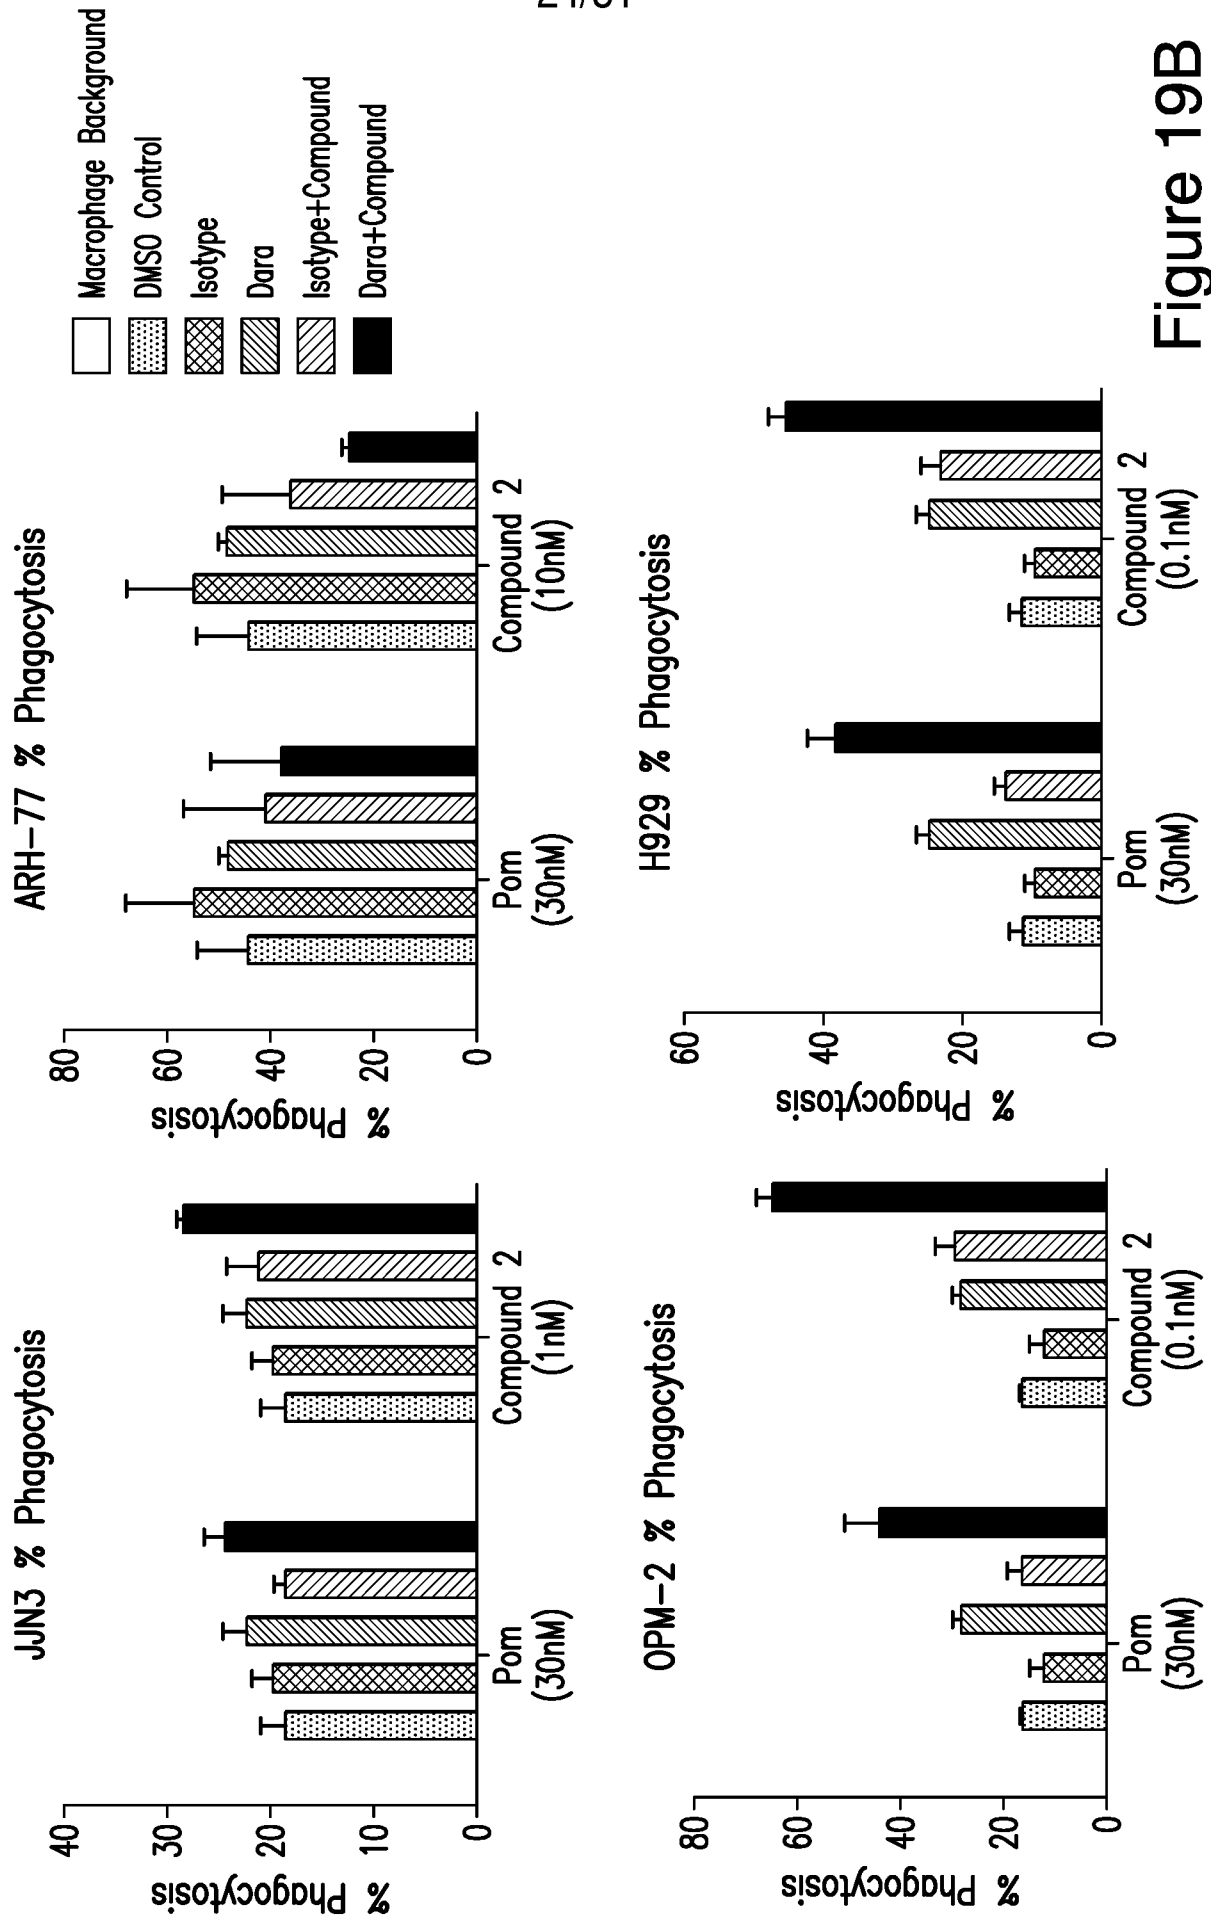 JJN3 % Phagocytosis
% Phagocytosis
40
30
20
10
0
Pom
(30nM)
Compound 2
(1nM)
ARH-77 % Phagocytosis
% Phagocytosis
80
60
40
20
0
Pom
(30nM)
Compound 2
(10nM)
Macrophage Background
DMSO Control
Isotype
Dara
Isotype+Compound
Dara+Compound
OPM-2 % Phagocytosis
% Phagocytosis
80
60
40
20
0
Pom
(30nM)
Compound 2
(0.1nM)
H929 % Phagocytosis
% Phagocytosis
60
40
20
0
Pom
(30nM)
Compound 2
(0.1nM)
Figure 19B